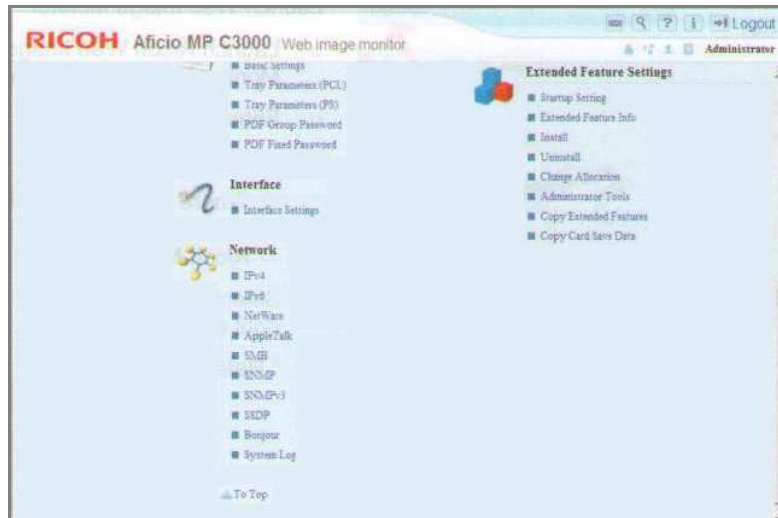 Logout
RICOH Aficio MP C3000 Web image monitor
Administrator
Basic Settings
Tray Parameters (PCL)
Tray Parameters (PS)
PDF Group Password
PDF Fixed Password
Interface
Interface Settings
Network
IPv4
IPv6
NetWare
AppleTalk
SMB
SNMP
SNMPv3
SSDP
Bonjour
System Log
To Top
Extended Feature Settings
Startup Setting
Extended Feature Info
Install
Uninstall
Change Allocation
Administrator Tools
Copy Extended Features
Copy Card Save Data